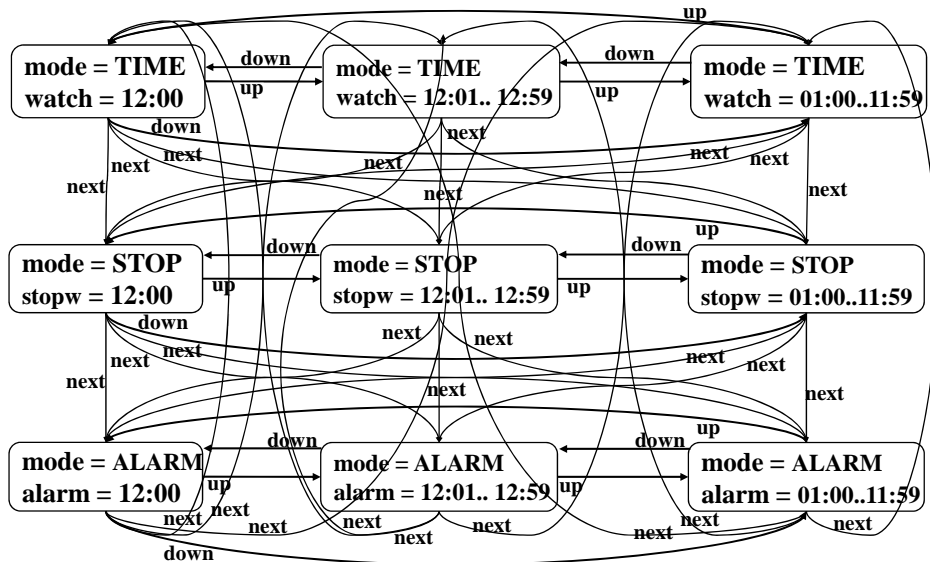 up
down
down
mode = TIME
watch = 12:00
up
mode = TIME
watch = 12:01.. 12:59
up
mode = TIME
watch = 01:00..11:59
down
next
next
next
next
next
next
next
next
next
up
down
down
mode = STOP
stopw = 12:00
up
mode = STOP
stopw = 12:01.. 12:59
up
mode = STOP
stopw = 01:00..11:59
down
next
next
next
next
next
next
next
next
next
up
down
down
mode = ALARM
alarm = 12:00
up
mode = ALARM
alarm = 12:01.. 12:59
up
mode = ALARM
alarm = 01:00..11:59
next
next
next
next
next
next
next
next
next
down